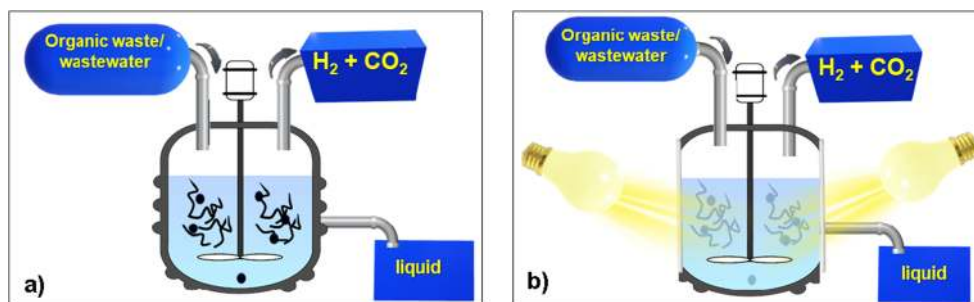 Organic waste/
wastewater
H₂ + CO₂
liquid
a)
Organic waste/
wastewater
H₂ + CO₂
liquid
b)